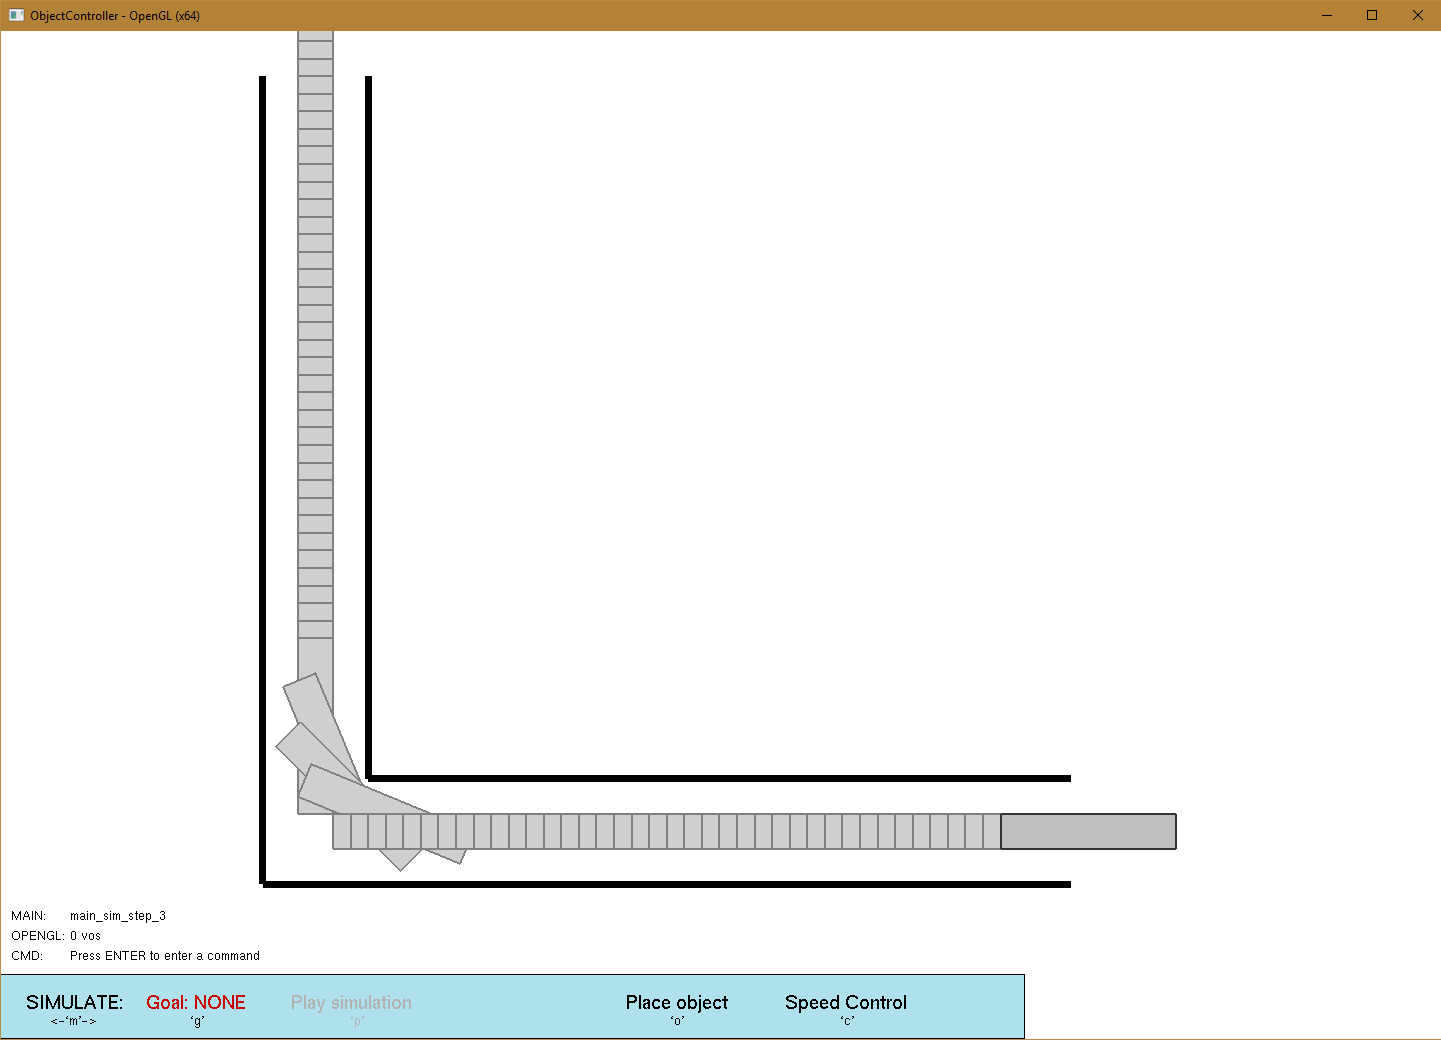 ObjectController - OpenGL (x64)
MAIN: main_sim_step_3
OPENGL: 0 vos
CMD: Press ENTER to enter a command
SIMULATE: Goal: NONE Play simulation Place object Speed Control
<-'m'-> 'g' 'p' 'o' 'c'